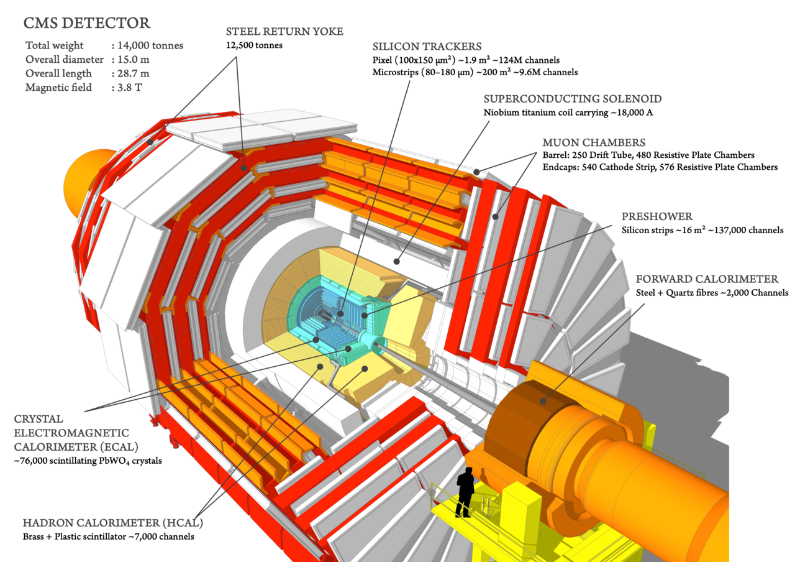 CMS DETECTOR
Total weight : 14,000 tonnes
Overall diameter : 15.0 m
Overall length : 28.7 m
Magnetic field : 3.8 T
STEEL RETURN YOKE
12,500 tonnes
SILICON TRACKERS
Pixel (100x150 μm²) ~1.9 m² ~124M channels
Microstrips (80–180 μm) ~200 m² ~9.6M channels
SUPERCONDUCTING SOLENOID
Niobium titanium coil carrying ~18,000 A
MUON CHAMBERS
Barrel: 250 Drift Tube, 480 Resistive Plate Chambers
Endcaps: 540 Cathode Strip, 576 Resistive Plate Chambers
PRESHOWER
Silicon strips ~16 m² ~137,000 channels
FORWARD CALORIMETER
Steel + Quartz fibres ~2,000 Channels
CRYSTAL
ELECTROMAGNETIC
CALORIMETER (ECAL)
~76,000 scintillating PbWO₄ crystals
HADRON CALORIMETER (HCAL)
Brass + Plastic scintillator ~7,000 channels